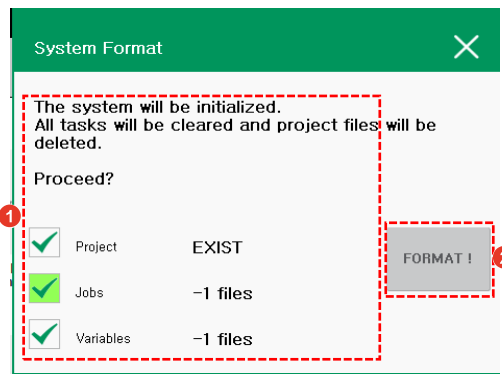 System Format
The system will be initialized.
All tasks will be cleared and project files will be
deleted.
Proceed?
1
Project EXIST
FORMAT !
Jobs -1 files
Variables -1 files